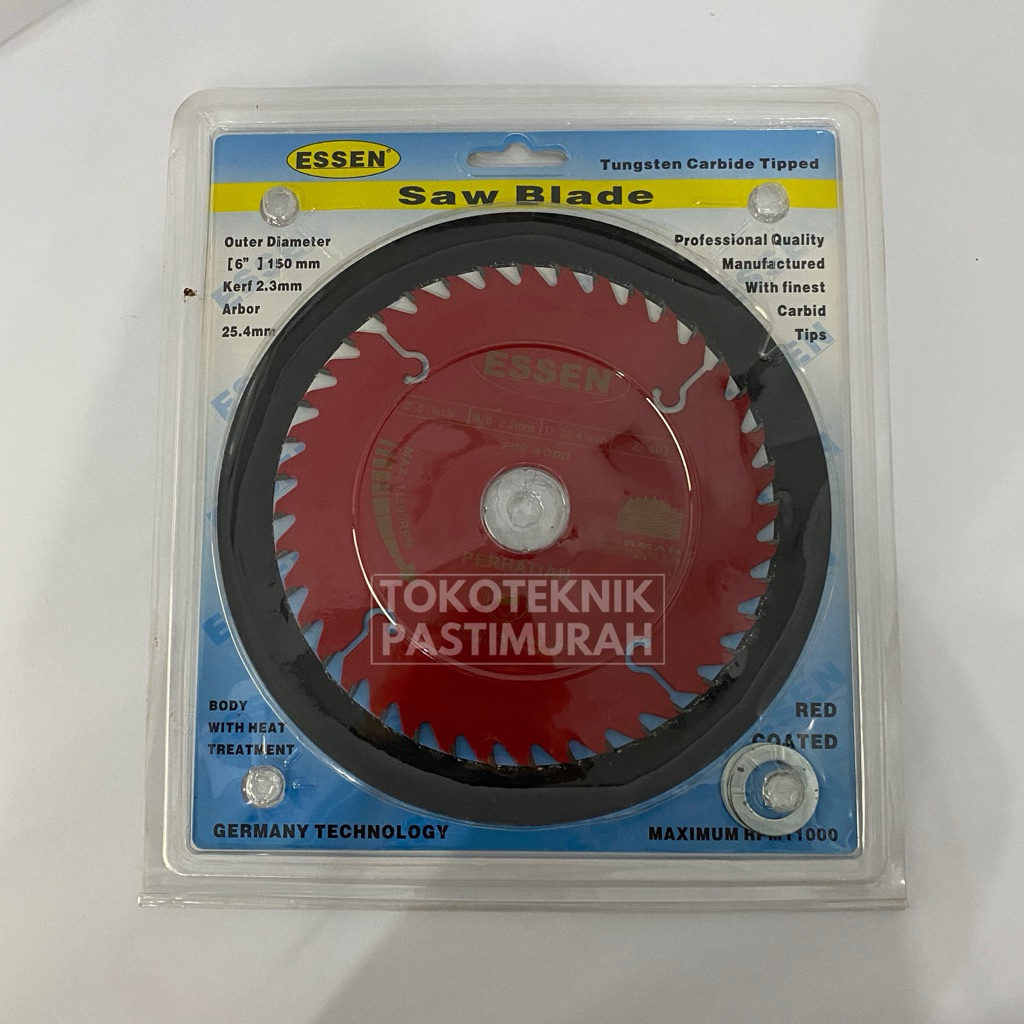 ESSEN®
Tungsten Carbide Tipped
Saw Blade
Outer Diameter
[6" ] 150 mm
Kerf 2.3mm
Arbor
25.4mm
Professional Quality
Manufactured
With finest
Carbid
Tips
ESSEN
FOR WOOD
PERHATIAN
TOKOTEKNIK
PASTIMURAH
BODY
WITH HEAT
TREATMENT
RED
COATED
GERMANY TECHNOLOGY
MAXIMUM RPM 11000